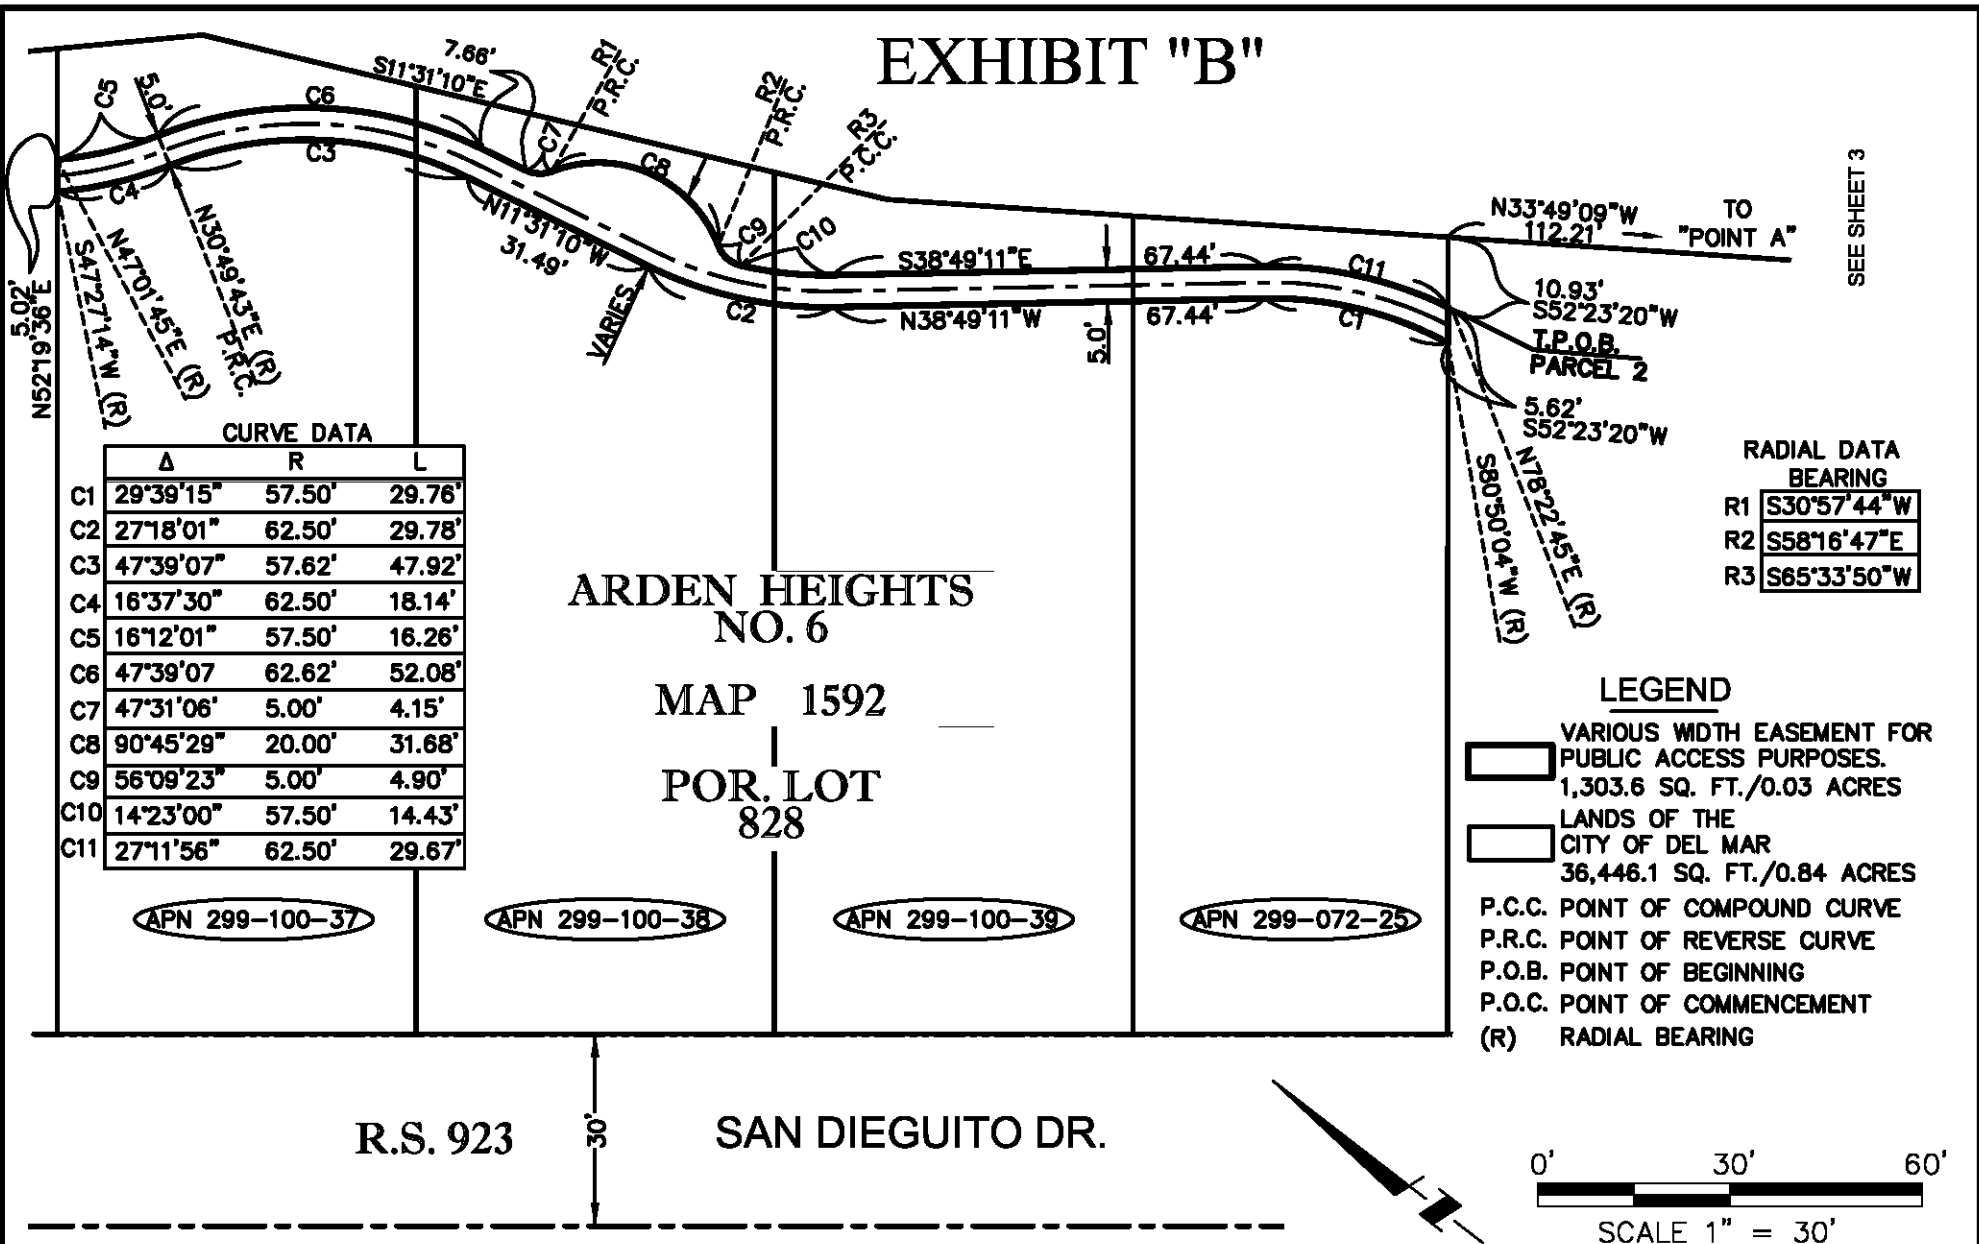 EXHIBIT "B"
7.66'
S11°31'10"E
R1
P.R.C.
R2
P.R.C.
R3
P.C.C.
C5
5.0'
C6
C3
C4
C7
C8
C9
C10
5.02'
N52°19'36"E
S47°27'14"W (R)
N47°01'45"E (R)
N30°49'43"E (R)
P.R.C.
N11°31'10"W
31.49'
VARIES
C2
S38°49'11"E
67.44'
N38°49'11"W
67.44'
5.0'
C11
C1
N33°49'09"W
112.21'
TO
"POINT A"
SEE SHEET 3
10.93'
S52°23'20"W
T.P.O.B.
PARCEL 2
5.62'
S52°23'20"W
S80°50'04"W (R)
N78°22'45"E (R)
RADIAL DATA
BEARING
R1 S30°57'44"W
R2 S58°16'47"E
R3 S65°33'50"W
CURVE DATA
Δ R L
C1 29°39'15" 57.50' 29.76'
C2 27°18'01" 62.50' 29.78'
C3 47°39'07" 57.62' 47.92'
C4 16°37'30" 62.50' 18.14'
C5 16°12'01" 57.50' 16.26'
C6 47°39'07 62.62' 52.08'
C7 47°31'06" 5.00' 4.15'
C8 90°45'29" 20.00' 31.68'
C9 56°09'23" 5.00' 4.90'
C10 14°23'00" 57.50' 14.43'
C11 27°11'56" 62.50' 29.67'
ARDEN HEIGHTS
NO. 6
MAP 1592
POR. LOT
828
APN 299-100-37
APN 299-100-38
APN 299-100-39
APN 299-072-25
LEGEND
VARIOUS WIDTH EASEMENT FOR
PUBLIC ACCESS PURPOSES.
1,303.6 SQ. FT./0.03 ACRES
LANDS OF THE
CITY OF DEL MAR
36,446.1 SQ. FT./0.84 ACRES
P.C.C. POINT OF COMPOUND CURVE
P.R.C. POINT OF REVERSE CURVE
P.O.B. POINT OF BEGINNING
P.O.C. POINT OF COMMENCEMENT
(R) RADIAL BEARING
R.S. 923
30'
SAN DIEGUITO DR.
0' 30' 60'
SCALE 1" = 30'